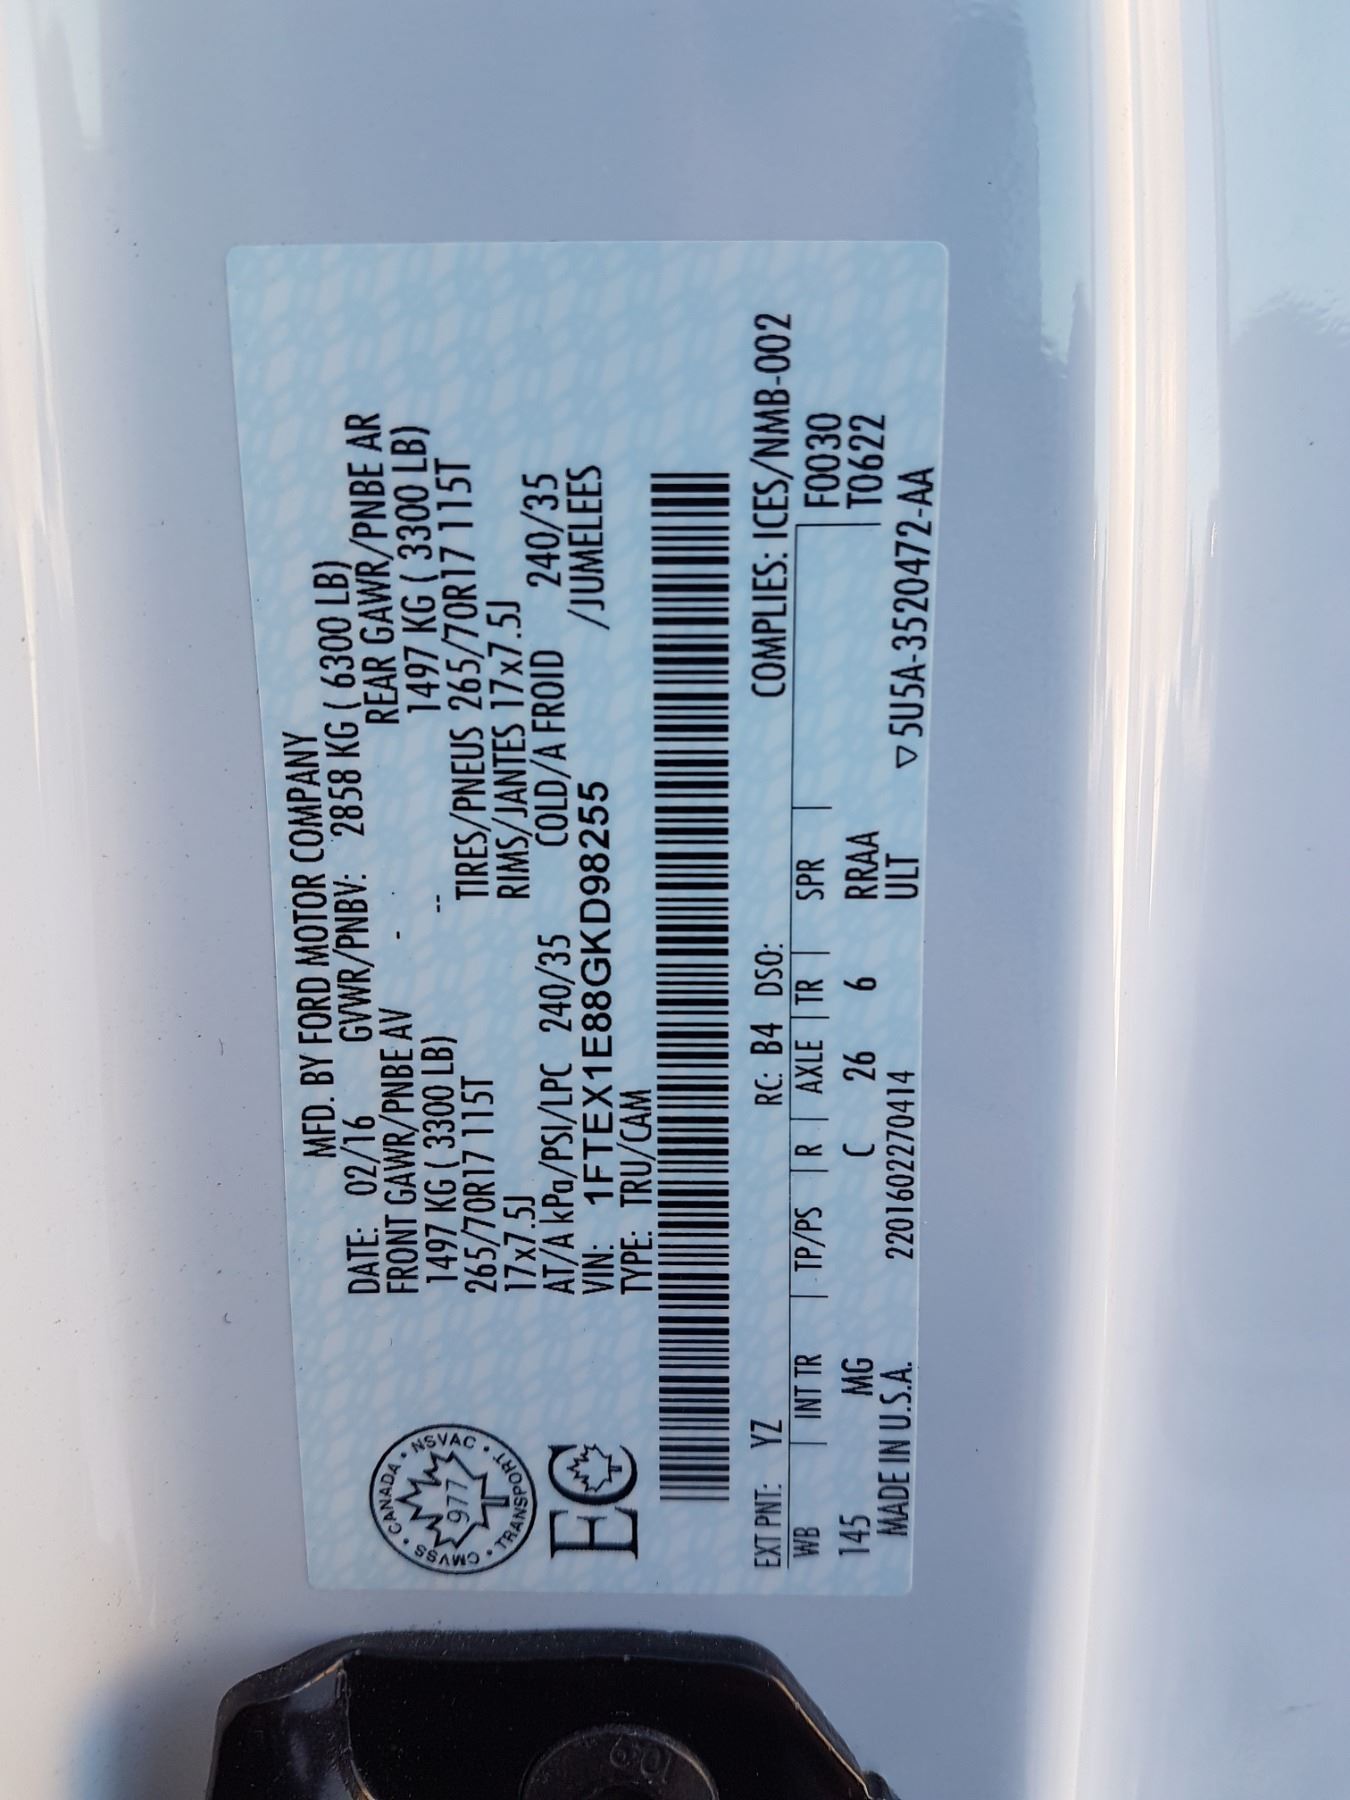 MFD. BY FORD MOTOR COMPANY
DATE: 02/16 GVWR/PNBV: 2858 KG ( 6300 LB)
FRONT GAWR/PNBE AV - REAR GAWR/PNBE AR
1497 KG ( 3300 LB) -- 1497 KG ( 3300 LB)
265/70R17 115T TIRES/PNEUS 265/70R17 115T
17x7.5J RIMS/JANTES 17x7.5J
AT/A kPa/PSI/LPC 240/35 COLD/A FROID 240/35
VIN: 1FTEX1E88GKD98255 /JUMELEES
TYPE: TRU/CAM
CANADA • NSVAC • TRANSPORT • CMVSS •
977
EC
COMPLIES: ICES/NMB-002
EXT PNT: YZ RC: B4 DSO:
WB INT TR TP/PS R AXLE TR SPR F0030
145 MG C 26 6 RRAA T0622
MADE IN U.S.A. 2201602270414 ULT
▽5U5A-3520472-AA